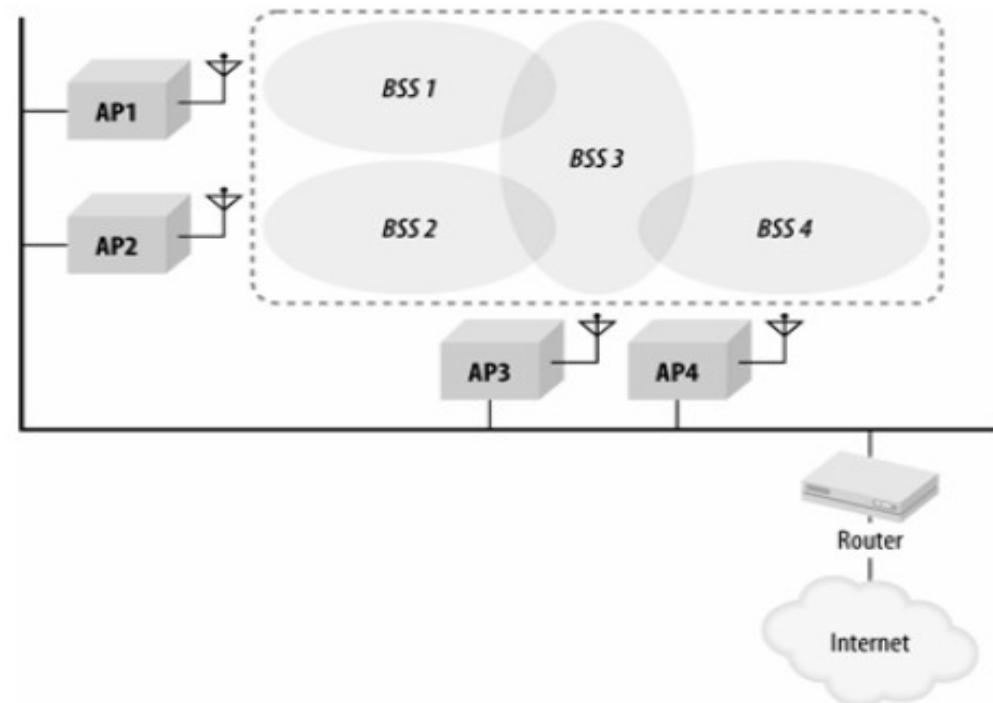 AP1
BSS 1
BSS 3
AP2
BSS 2
BSS 4
AP3
AP4
Router
Internet